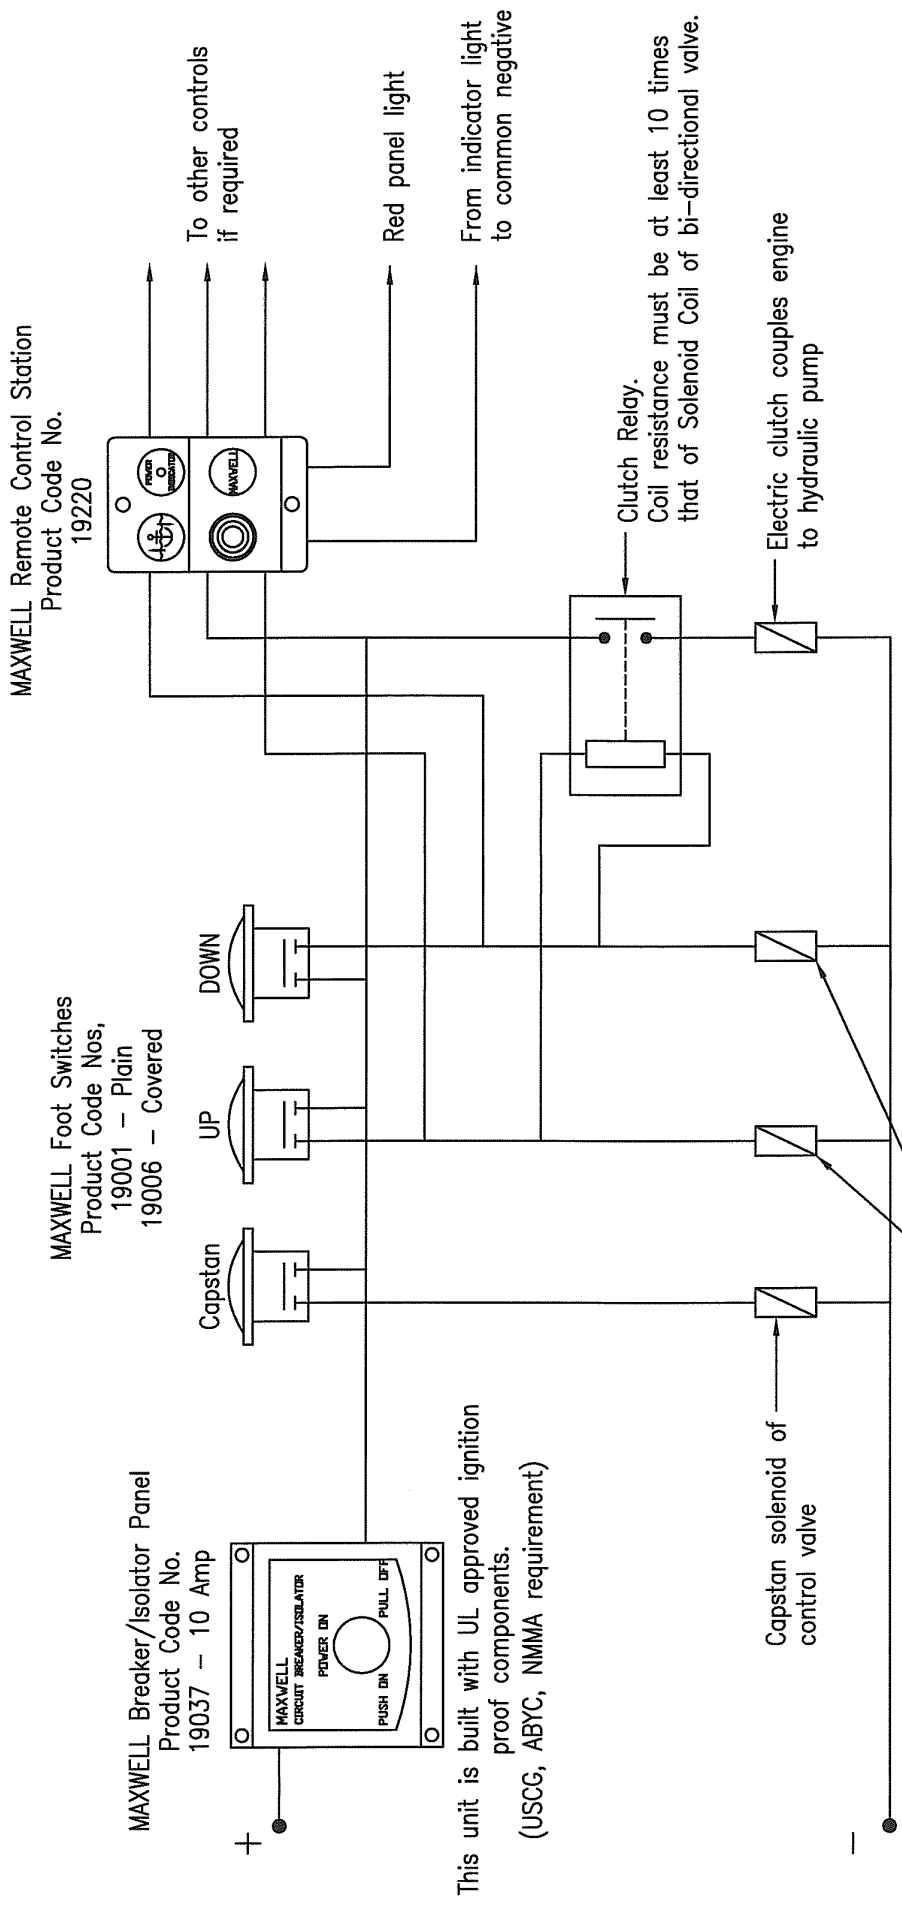 MAXWELL Remote Control Station
Product Code No.
19220
To other controls
if required
Red panel light
From indicator light
to common negative
POWER
INDICATOR
MAXWELL
MAXWELL Foot Switches
Product Code Nos,
19001 – Plain
19006 – Covered
Capstan
UP
DOWN
MAXWELL Breaker/Isolator Panel
Product Code No.
19037 – 10 Amp
MAXWELL
CIRCUIT BREAKER/ISOLATOR
POWER ON
PUSH ON
PULL OFF
+
This unit is built with UL approved ignition
proof components.
(USCG, ABYC, NMMA requirement)
Clutch Relay.
Coil resistance must be at least 10 times
that of Solenoid Coil of bi–directional valve.
Electric clutch couples engine
to hydraulic pump
Capstan solenoid of
control valve
–